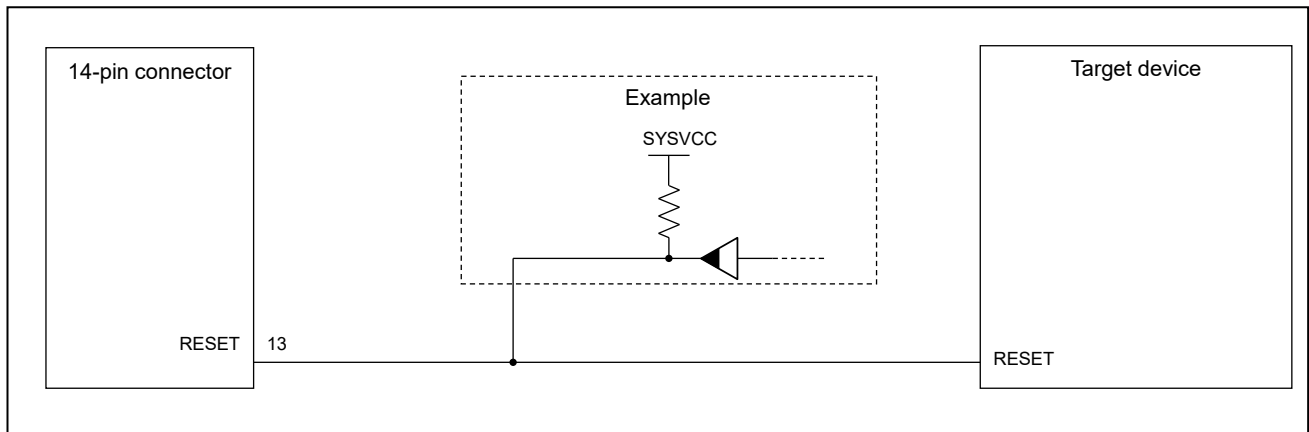 14-pin connector
Target device
Example
SYSVCC
RESET 13
RESET